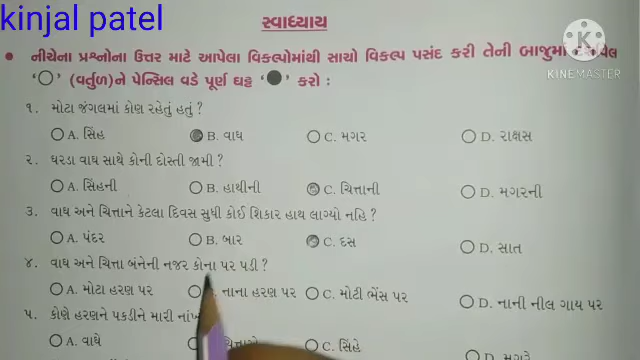 kinjal patel
સ્વાધ્યાય
• નીચેના પ્રશ્નોના ઉત્તર માટે આપેલા વિકલ્પોમાંથી સાચો વિકલ્પ પસંદ કરી તેની બાજુમાં
KINEMASTER
'○' (વર્તુળ)ને પેન્સિલ વડે પૂર્ણ ઘટ્ટ '●' કરો :
૧. મોટા જંગલમાં કોણ રહેતું હતું ?
A. સિંહ B. વાઘ C. મગર D. રાક્ષસ
૨. ઘરડા વાઘ સાથે કોની દોસ્તી જામી ?
A. સિંહની B. હાથીની C. ચિત્તાની D. મગરની
૩. વાઘ અને ચિત્તાને કેટલા દિવસ સુધી કોઈ શિકાર હાથ લાગ્યો નહિ ?
A. પંદર B. બાર C. દસ D. સાત
૪. વાઘ અને ચિત્તા બંનેની નજર કોના પર પડી ?
A. મોટા હરણ પર નાના હરણ પર C. મોટી ભેંસ પર D. નાની નીલ ગાય પર
૫. કોણે હરણને પકડીને મારી
A. વાઘે C. સિંહે D. મગરે